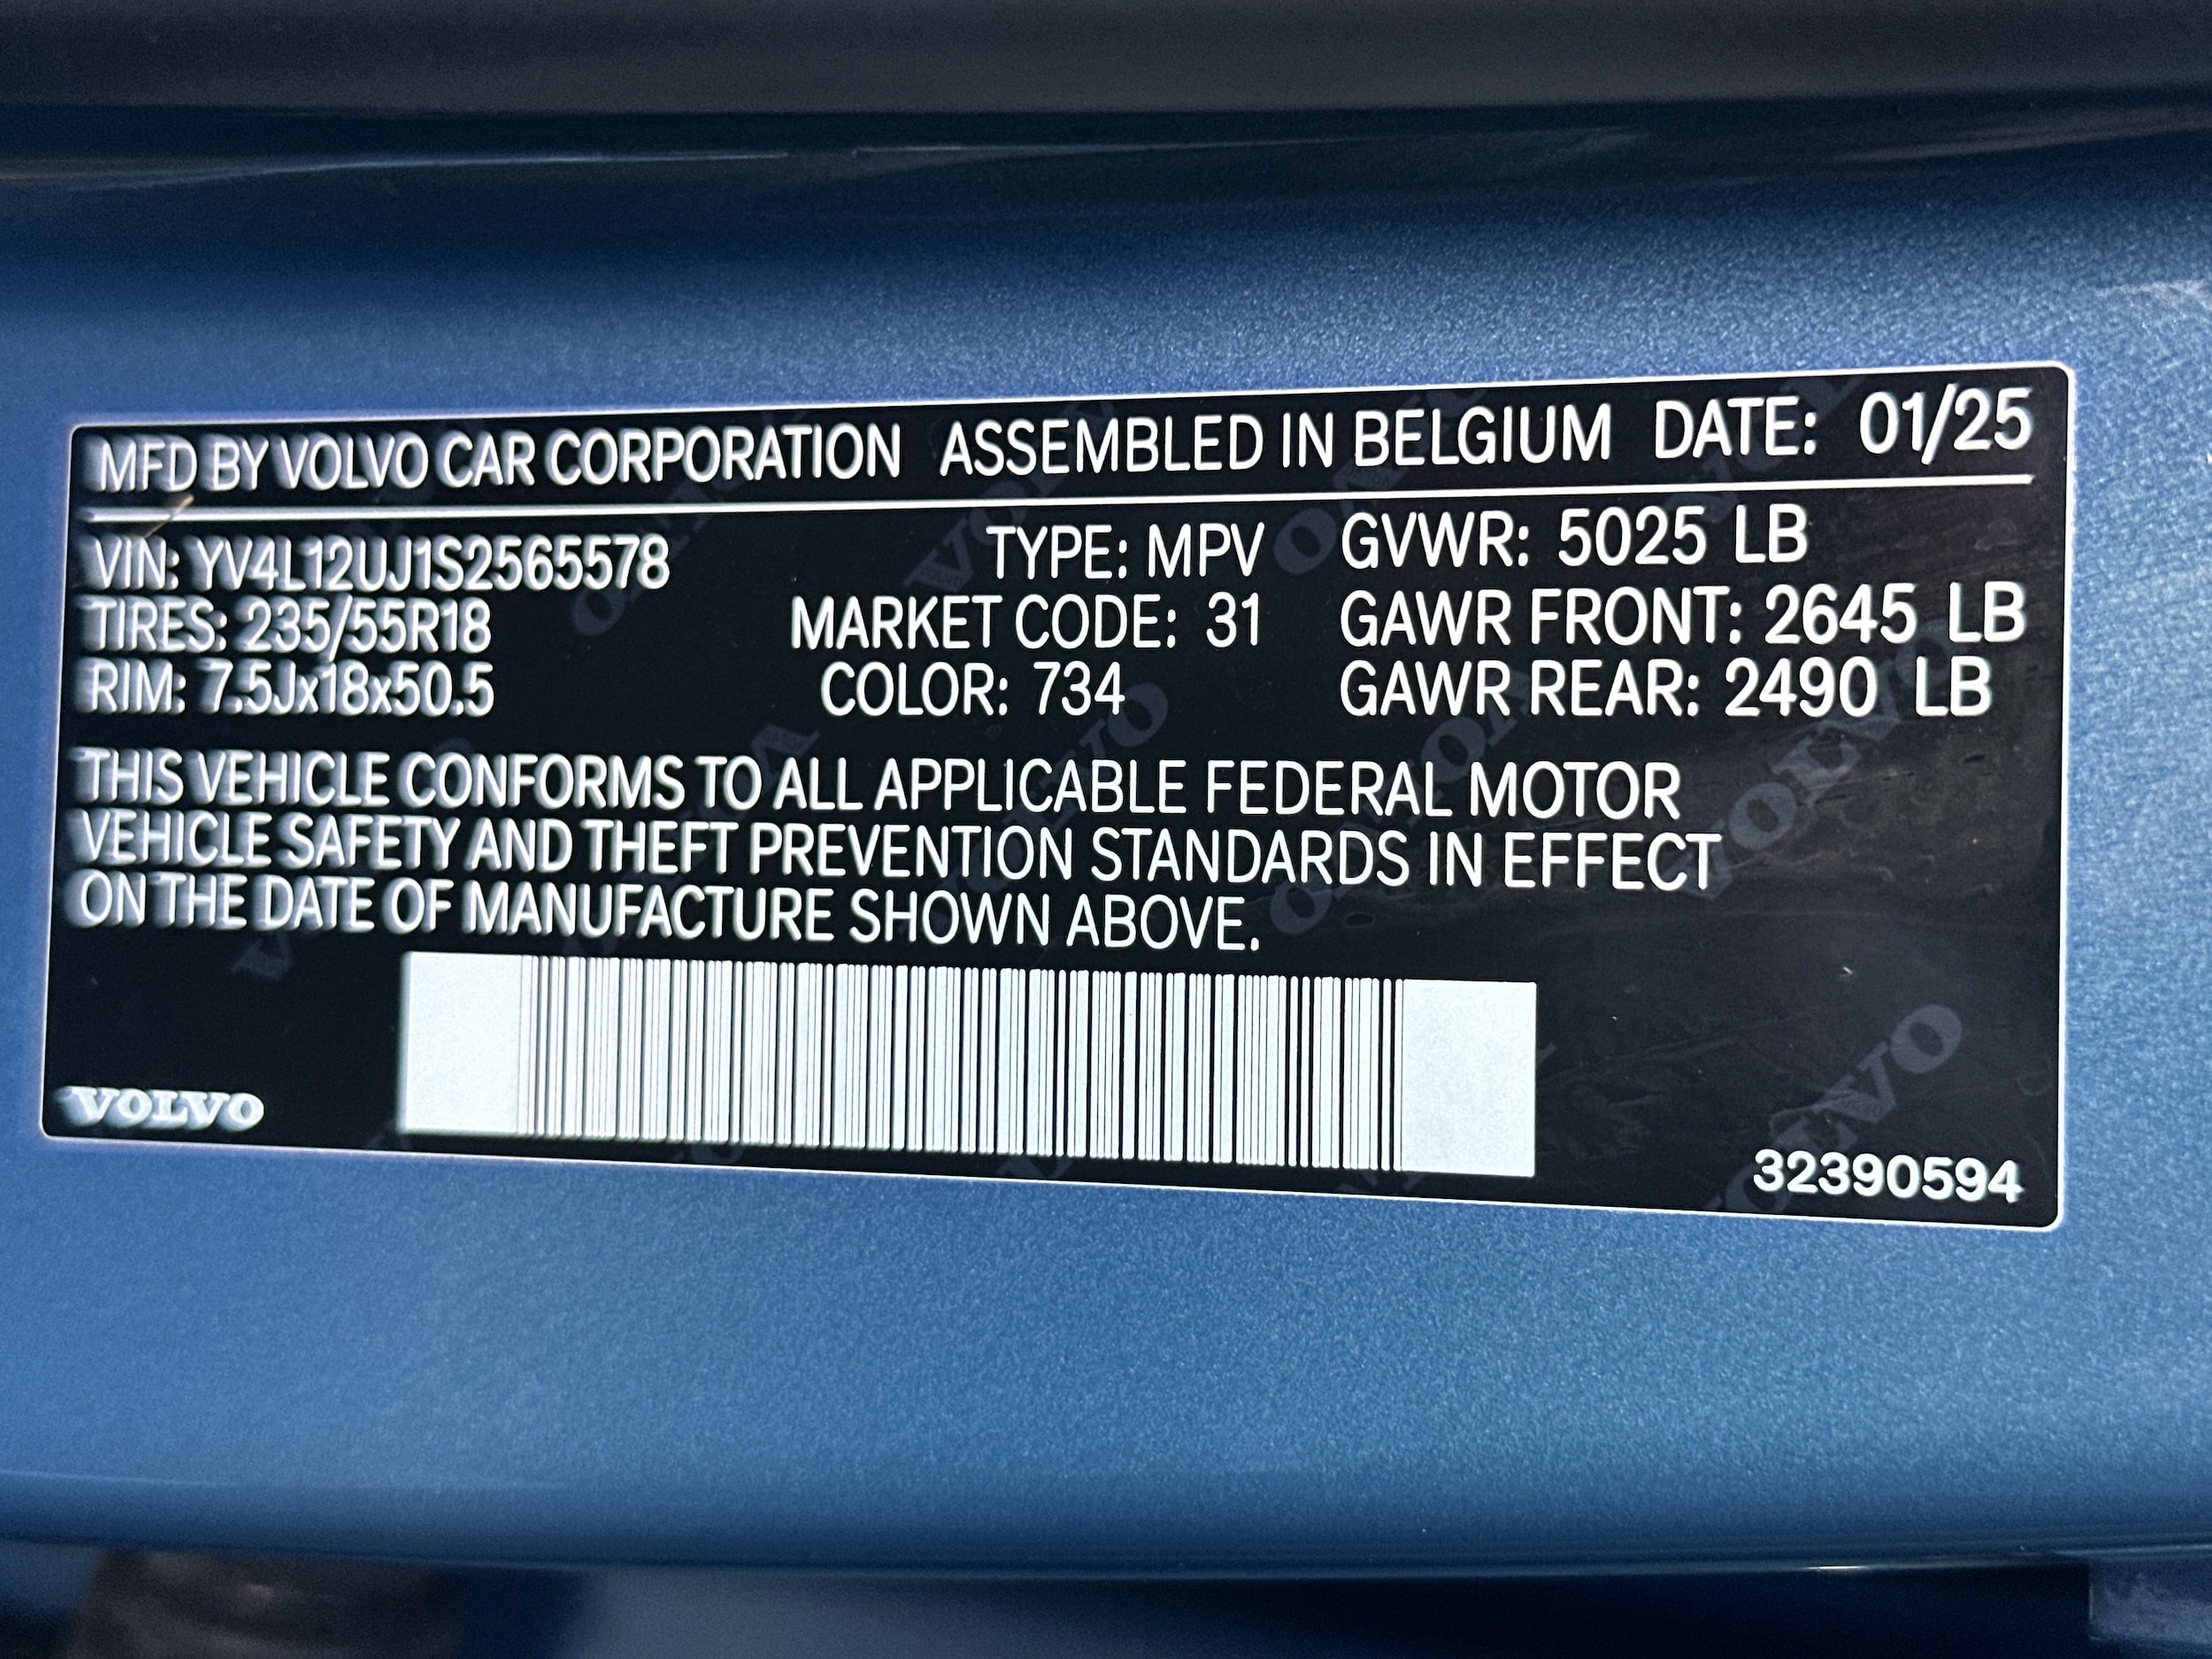 MFD BY VOLVO CAR CORPORATION ASSEMBLED IN BELGIUM DATE: 01/25
VIN: YV4L12UJ1S2565578 TYPE: MPV GVWR: 5025 LB
TIRES: 235/55R18 MARKET CODE: 31 GAWR FRONT: 2645 LB
RIM: 7.5Jx18x50.5 COLOR: 734 GAWR REAR: 2490 LB
THIS VEHICLE CONFORMS TO ALL APPLICABLE FEDERAL MOTOR
VEHICLE SAFETY AND THEFT PREVENTION STANDARDS IN EFFECT
ON THE DATE OF MANUFACTURE SHOWN ABOVE.
VOLVO
32390594